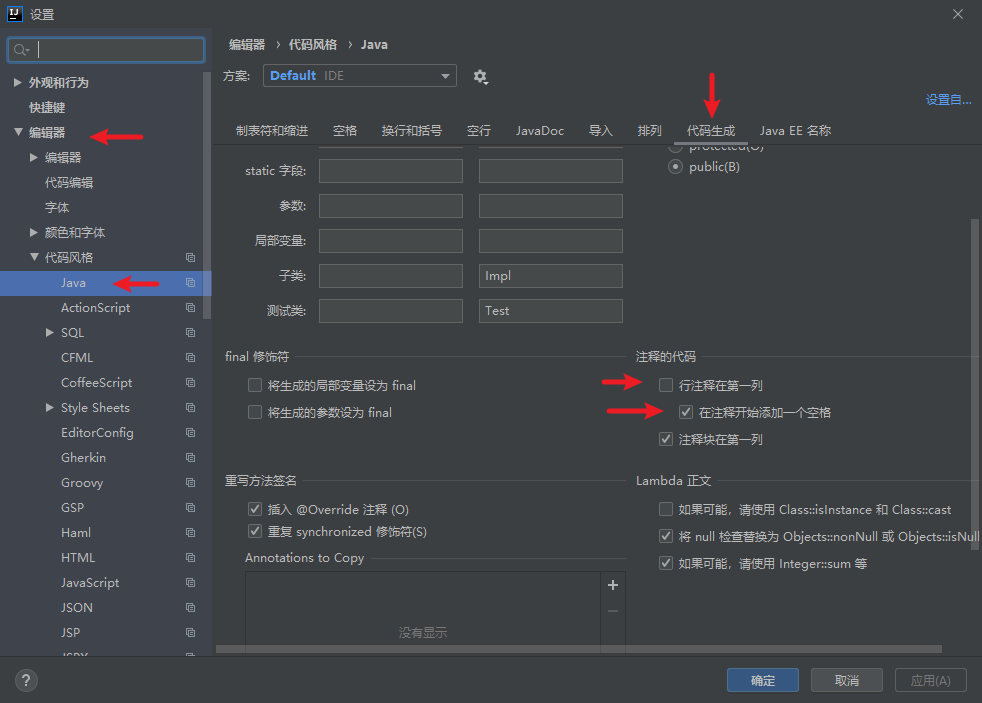 IJ 设置
外观和行为
快捷键
编辑器
编辑器
代码编辑
字体
颜色和字体
代码风格
Java
ActionScript
SQL
CFML
CoffeeScript
Style Sheets
EditorConfig
Gherkin
Groovy
GSP
Haml
HTML
JavaScript
JSON
JSP
编辑器 › 代码风格 › Java
方案: Default IDE
设置自...
制表符和缩进 空格 换行和括号 空行 JavaDoc 导入 排列 代码生成 Java EE 名称
static 字段:
参数:
局部变量:
子类: Impl
测试类: Test
public(B)
final 修饰符
将生成的局部变量设为 final
将生成的参数设为 final
注释的代码
行注释在第一列
在注释开始添加一个空格
注释块在第一列
重写方法签名
插入 @Override 注释 (O)
重复 synchronized 修饰符(S)
Annotations to Copy
没有显示
Lambda 正文
如果可能，请使用 Class::isInstance 和 Class::cast
将 null 检查替换为 Objects::nonNull 或 Objects::isNull
如果可能，请使用 Integer::sum 等
? 确定 取消 应用(A)